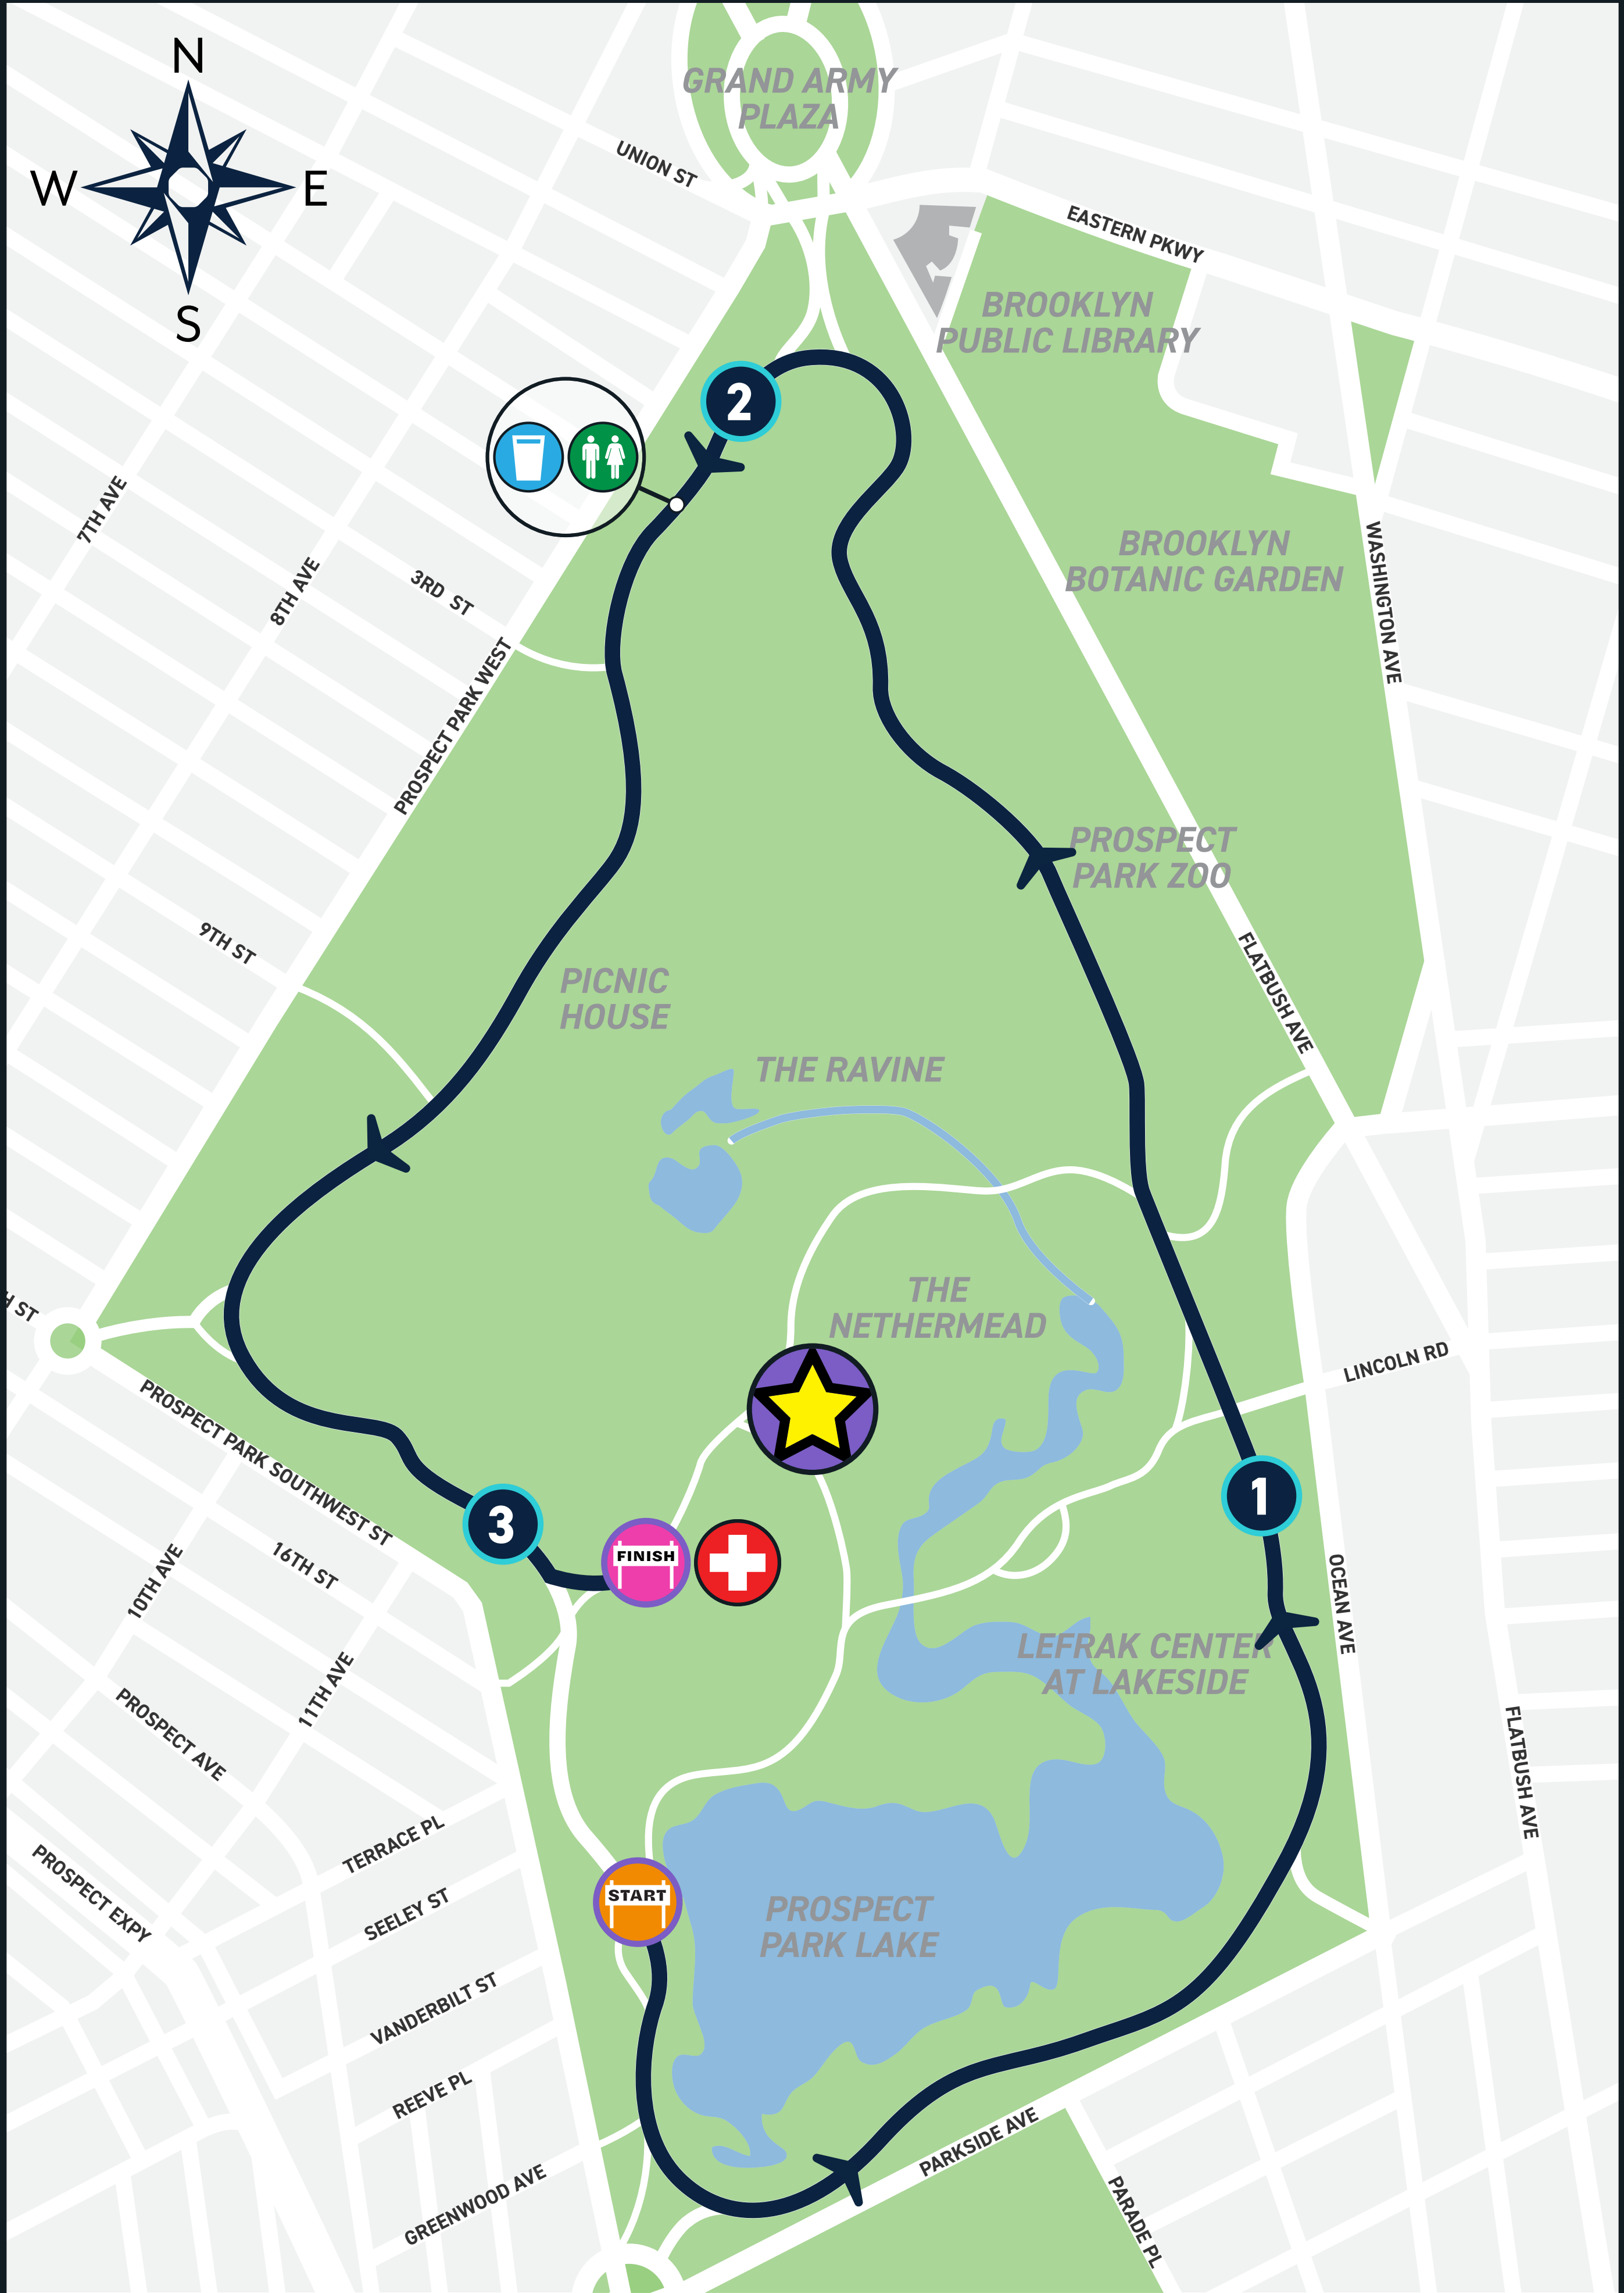 N
W
E
S
GRAND ARMY
PLAZA
UNION ST
EASTERN PKWY
BROOKLYN
PUBLIC LIBRARY
2
7TH AVE
8TH AVE
3RD ST
BROOKLYN
BOTANIC GARDEN
WASHINGTON AVE
PROSPECT PARK WEST
PROSPECT
PARK ZOO
9TH ST
FLATBUSH AVE
PICNIC
HOUSE
THE RAVINE
THE
NETHERMEAD
H ST
LINCOLN RD
PROSPECT PARK SOUTHWEST ST
1
3
FINISH
16TH ST
10TH AVE
OCEAN AVE
LEFRAK CENTER
AT LAKESIDE
11TH AVE
PROSPECT AVE
FLATBUSH AVE
TERRACE PL
PROSPECT EXPY
START
SEELEY ST
PROSPECT
PARK LAKE
VANDERBILT ST
REEVE PL
PARKSIDE AVE
GREENWOOD AVE
PARADE PL